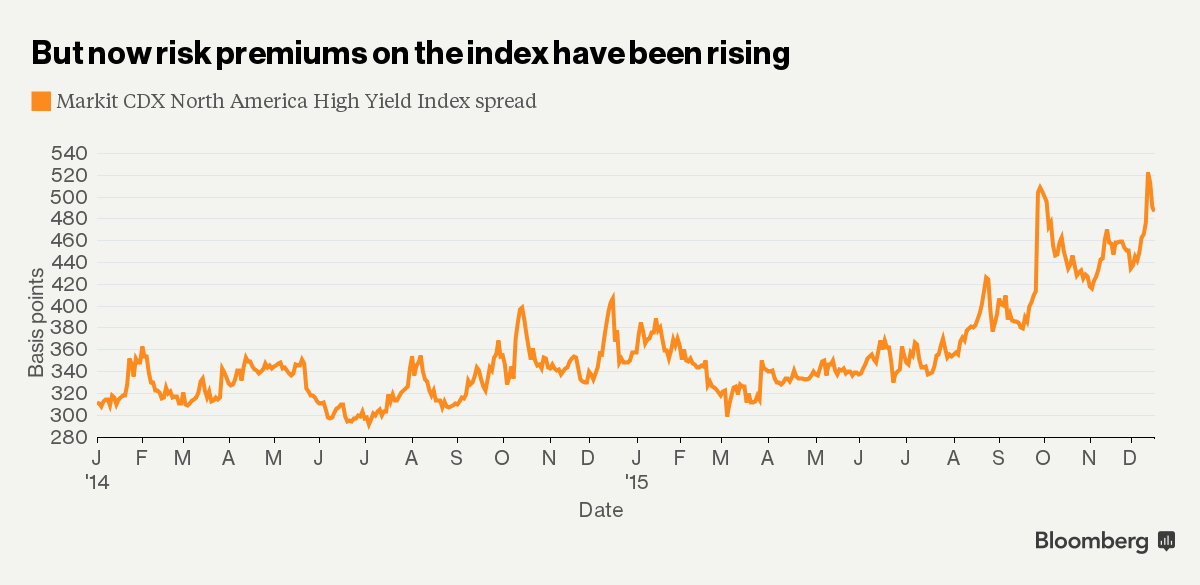 But now risk premiums on the index have been rising
Markit CDX North America High Yield Index spread
540
520
500
480
460
440
420
400
380
360
340
320
300
280
Basis points
J F M A M J J A S O N D J F M A M J J A S O N D
'14 '15
Date
Bloomberg